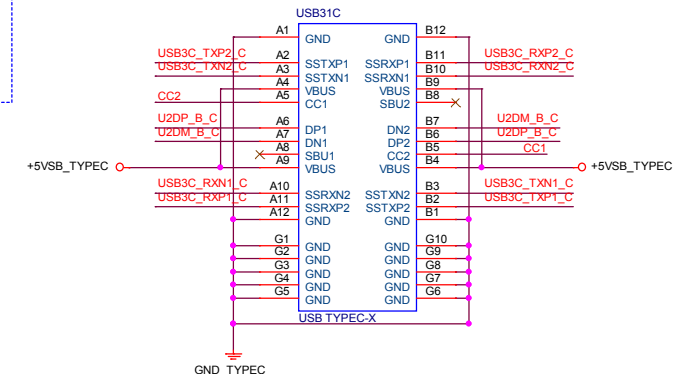 USB31C
A1 GND GND B12
USB3C_TXP2_C A2 SSTXP1 SSRXP1 B11 USB3C_RXP2_C
USB3C_TXN2_C A3 SSTXN1 SSRXN1 B10 USB3C_RXN2_C
A4 VBUS VBUS B9
CC2 A5 CC1 SBU2 B8
U2DP_B_C A6 DP1 DN2 B7 U2DM_B_C
U2DM_B_C A7 DN1 DP2 B6 U2DP_B_C
A8 SBU1 CC2 B5 CC1
+5VSB_TYPEC A9 VBUS VBUS B4 +5VSB_TYPEC
USB3C_RXN1_C A10 SSRXN2 SSTXN2 B3 USB3C_TXN1_C
USB3C_RXP1_C A11 SSRXP2 SSTXP2 B2 USB3C_TXP1_C
A12 GND GND B1
G1 GND GND G10
G2 GND GND G9
G3 GND GND G8
G4 GND GND G7
G5 GND GND G6
USB TYPEC-X
GND_TYPEC